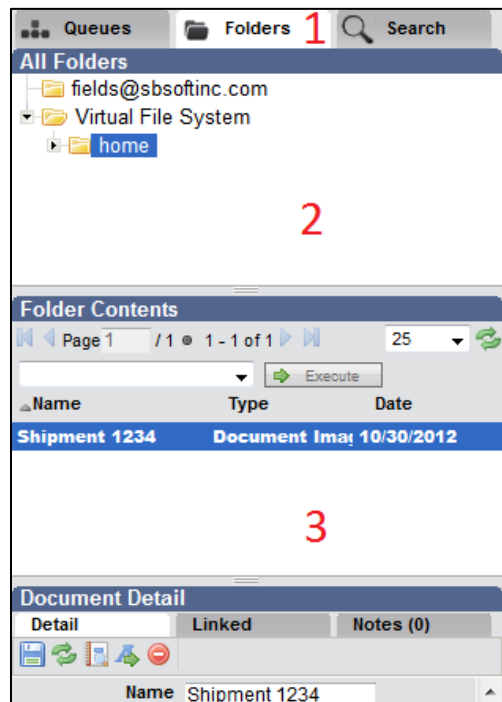 Queues Folders 1 Search
All Folders
fields@sbsoftinc.com
Virtual File System
home
2
Folder Contents
Page 1 / 1 1 - 1 of 1 25
Execute
Name Type Date
Shipment 1234 Document Imag 10/30/2012
3
Document Detail
Detail Linked Notes (0)
Name Shipment 1234